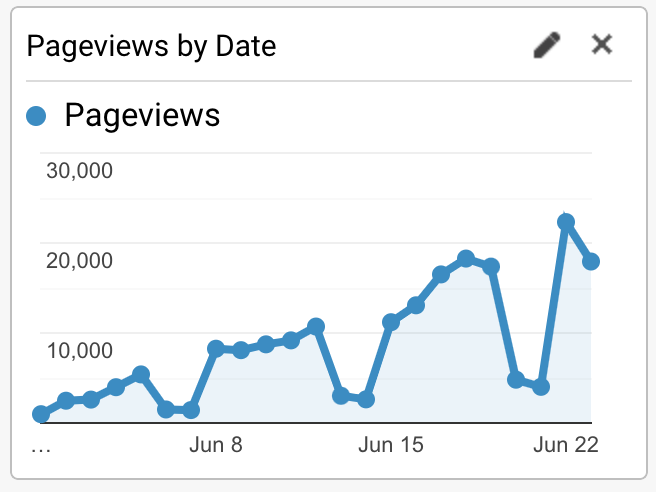 Pageviews by Date
Pageviews
30,000
20,000
10,000
... Jun 8 Jun 15 Jun 22